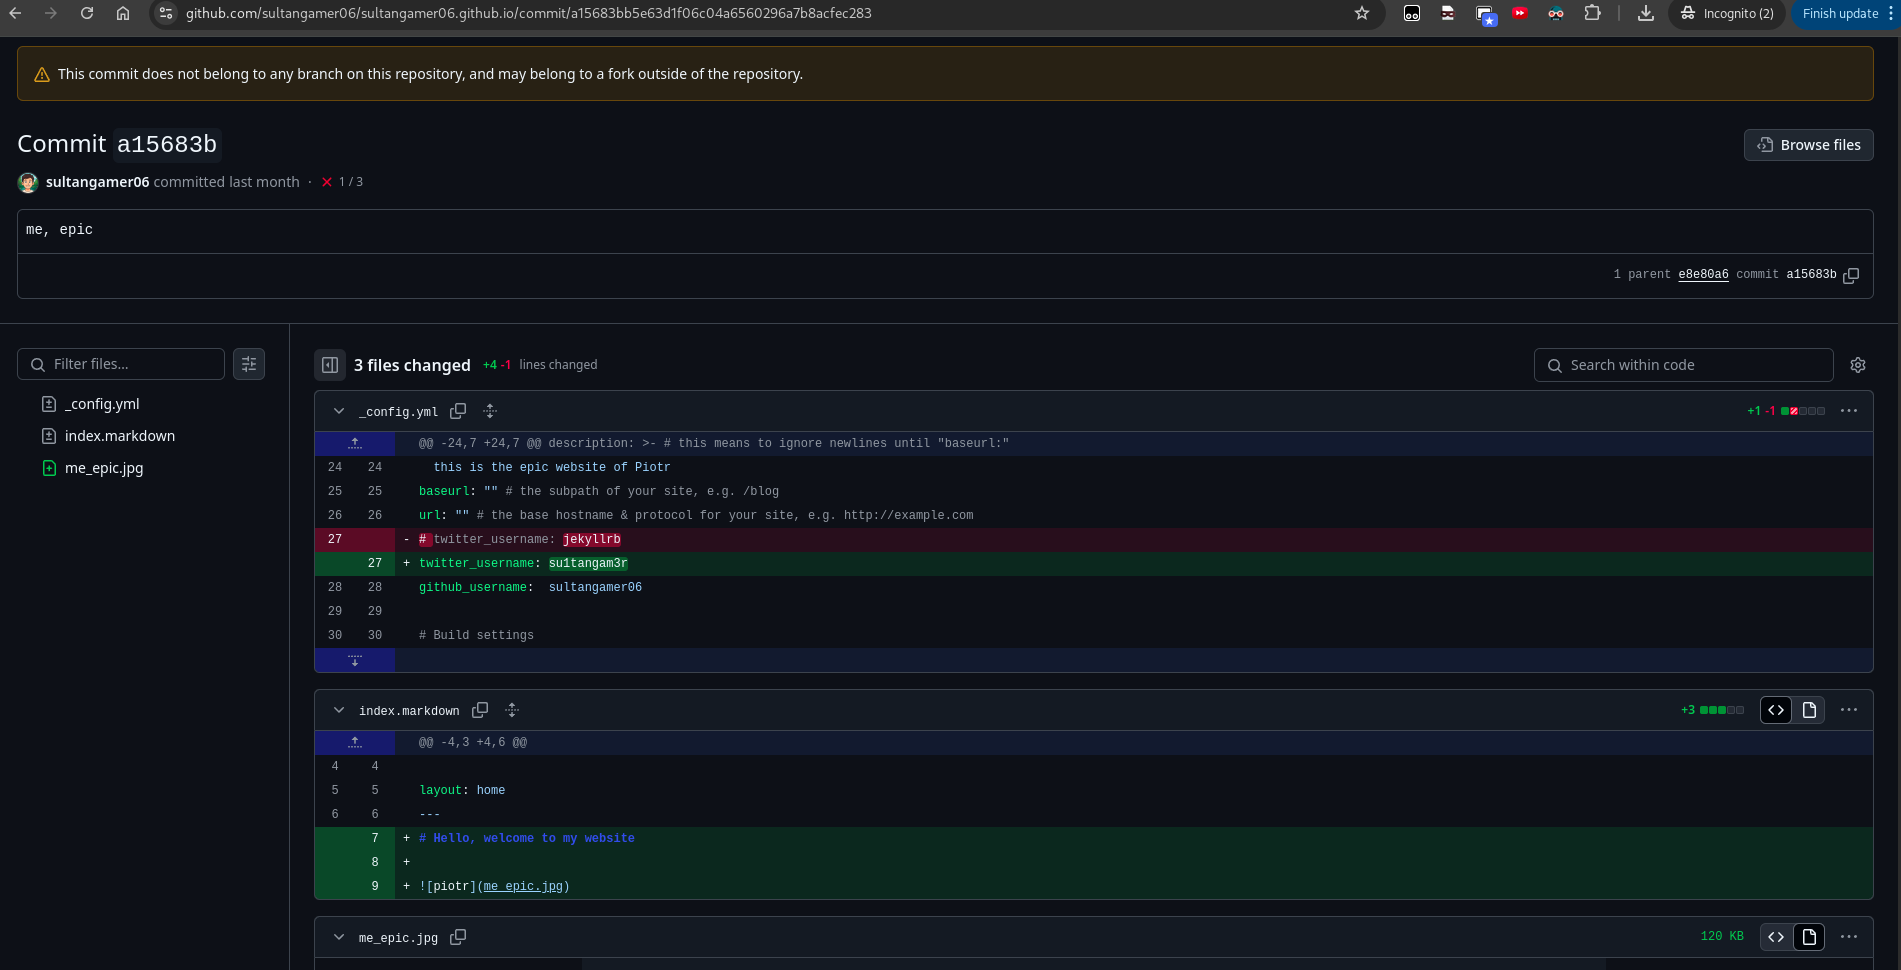 github.com/sultangamer06/sultangamer06.github.io/commit/a15683bb5e63d1f06c04a6560296a7b8acfec283
Incognito (2)
Finish update
This commit does not belong to any branch on this repository, and may belong to a fork outside of the repository.
Commit a15683b
Browse files
sultangamer06 committed last month · 1 / 3
me, epic
1 parent e8e80a6 commit a15683b
Filter files...
3 files changed +4 -1 lines changed
Search within code
_config.yml
index.markdown
me_epic.jpg
_config.yml
+1 -1
@@ -24,7 +24,7 @@ description: >- # this means to ignore newlines until "baseurl:"
24 24 this is the epic website of Piotr
25 25 baseurl: "" # the subpath of your site, e.g. /blog
26 26 url: "" # the base hostname & protocol for your site, e.g. http://example.com
27 - # twitter_username: jekyllrb
27 + twitter_username: su1tangam3r
28 28 github_username:  sultangamer06
29 29
30 30 # Build settings
index.markdown
+3
@@ -4,3 +4,6 @@
4 4
5 5 layout: home
6 6 ---
7 + # Hello, welcome to my website
8 +
9 + ![piotr](me_epic.jpg)
me_epic.jpg
120 KB